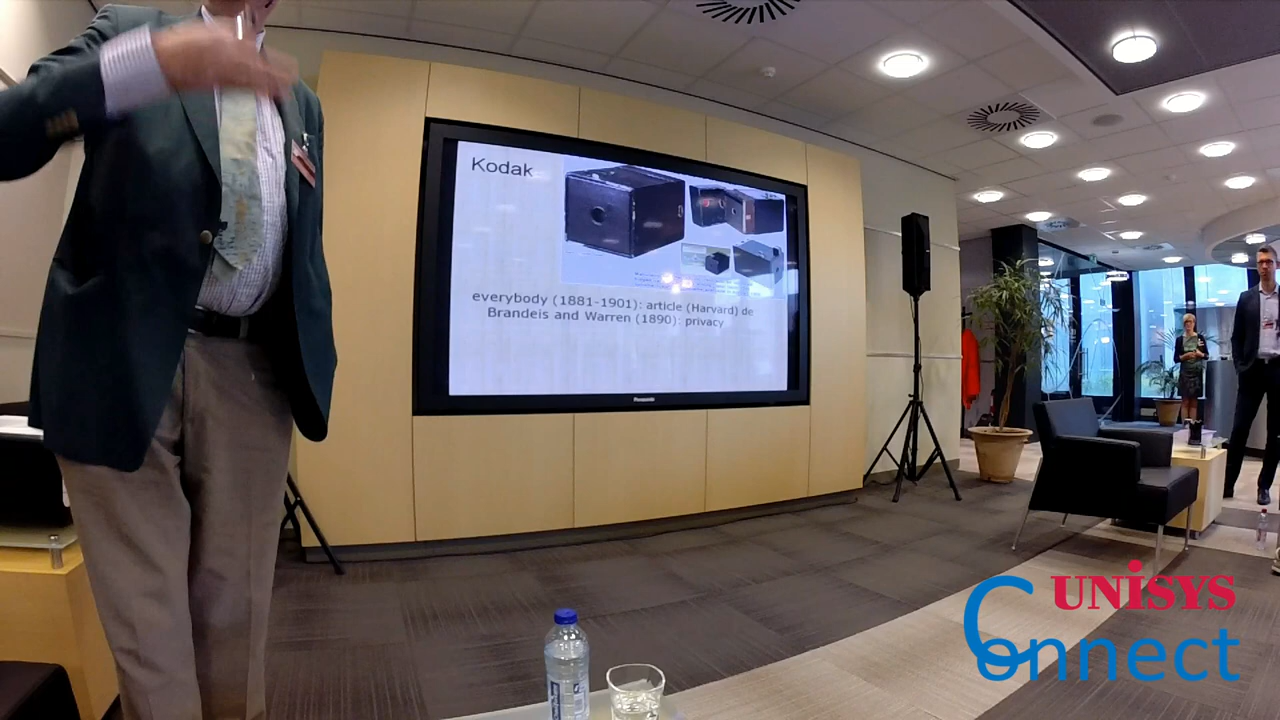 Kodak
everybody (1881-1901): article (Harvard) de
Brandeis and Warren (1890): privacy
Panasonic
UNiSYS
Connect